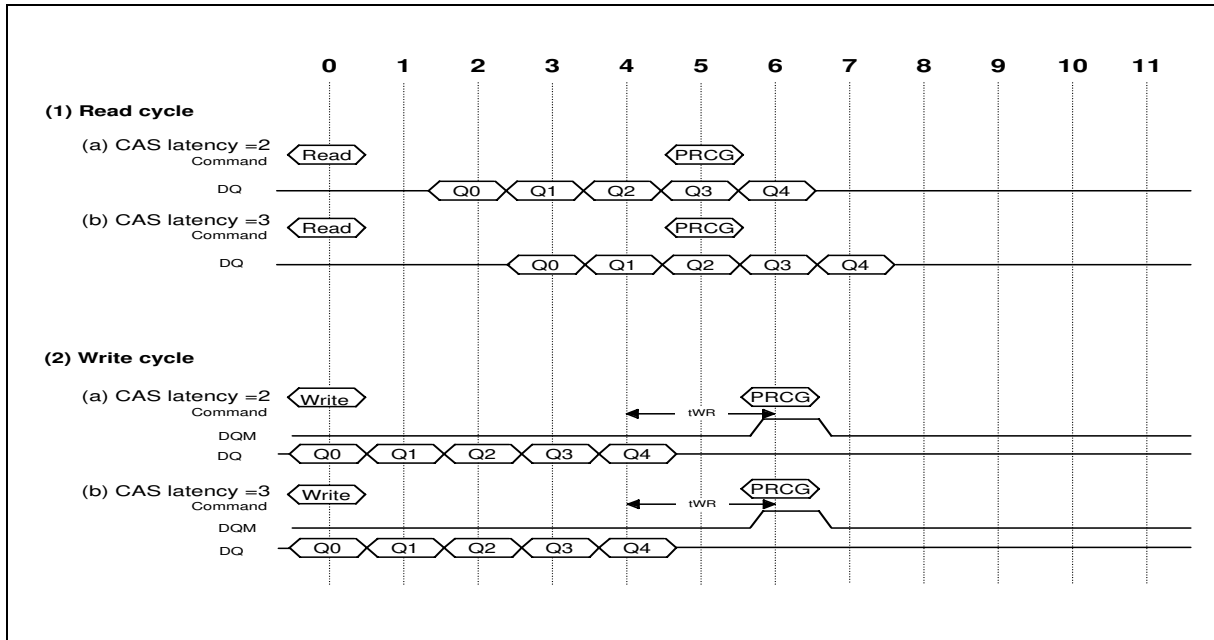 0 1 2 3 4 5 6 7 8 9 10 11
(1) Read cycle
(a) CAS latency =2
Command Read PRCG
DQ Q0 Q1 Q2 Q3 Q4
(b) CAS latency =3
Command Read PRCG
DQ Q0 Q1 Q2 Q3 Q4
(2) Write cycle
(a) CAS latency =2 Write PRCG
Command tWR
DQM
DQ Q0 Q1 Q2 Q3 Q4
(b) CAS latency =3 Write PRCG
Command tWR
DQM
DQ Q0 Q1 Q2 Q3 Q4